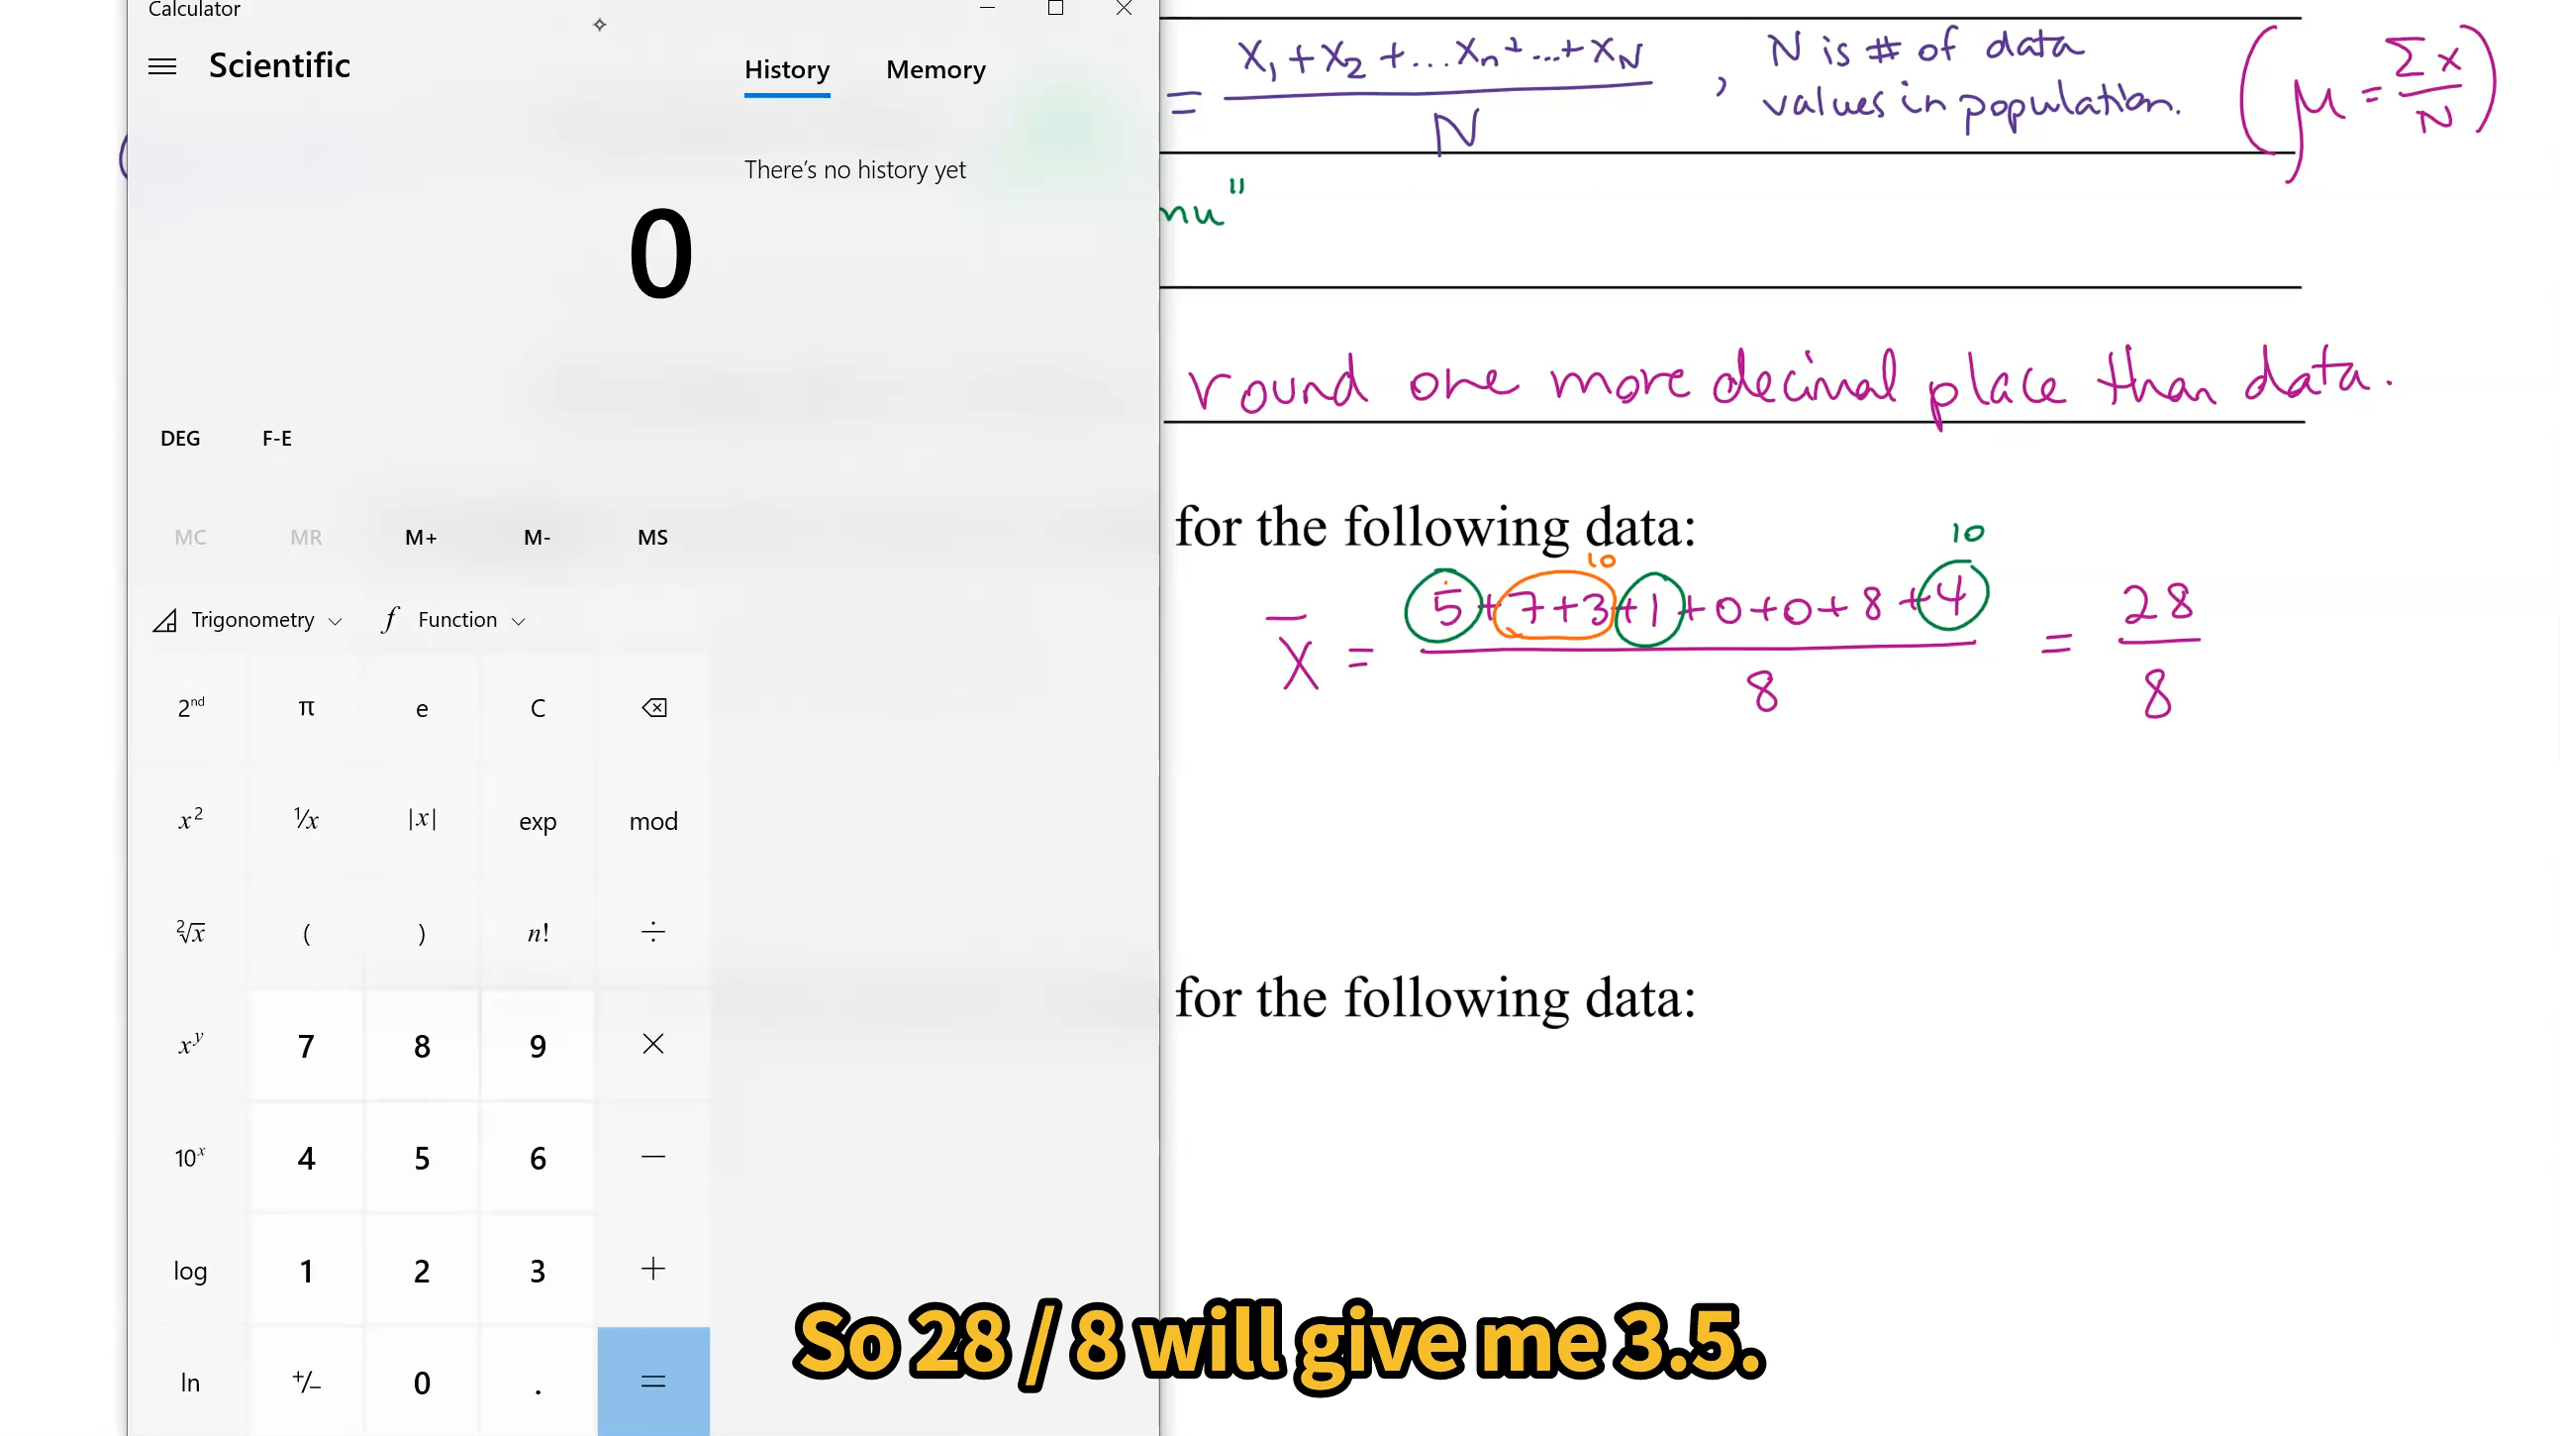 Calculator
Scientific
History Memory
There's no history yet
0
DEG F-E
MC MR M+ M- MS
Trigonometry f Function
2nd π e C
x² ¹/x |x| exp mod
²√x ( ) n! ÷
xʸ 7 8 9 ×
10ˣ 4 5 6 −
log 1 2 3 +
ln +/− 0 . =
= (x₁ + x₂ + ... xₙ ... + x_N) / N , N is # of data
values in population. (μ = Σx / N)
mu"
round one more decimal place than data.
for the following data:
10 10
x̄ = (5 + 7 + 3 + 1 + 0 + 0 + 8 + 4) / 8 = 28 / 8
for the following data:
So 28 / 8 will give me 3.5.